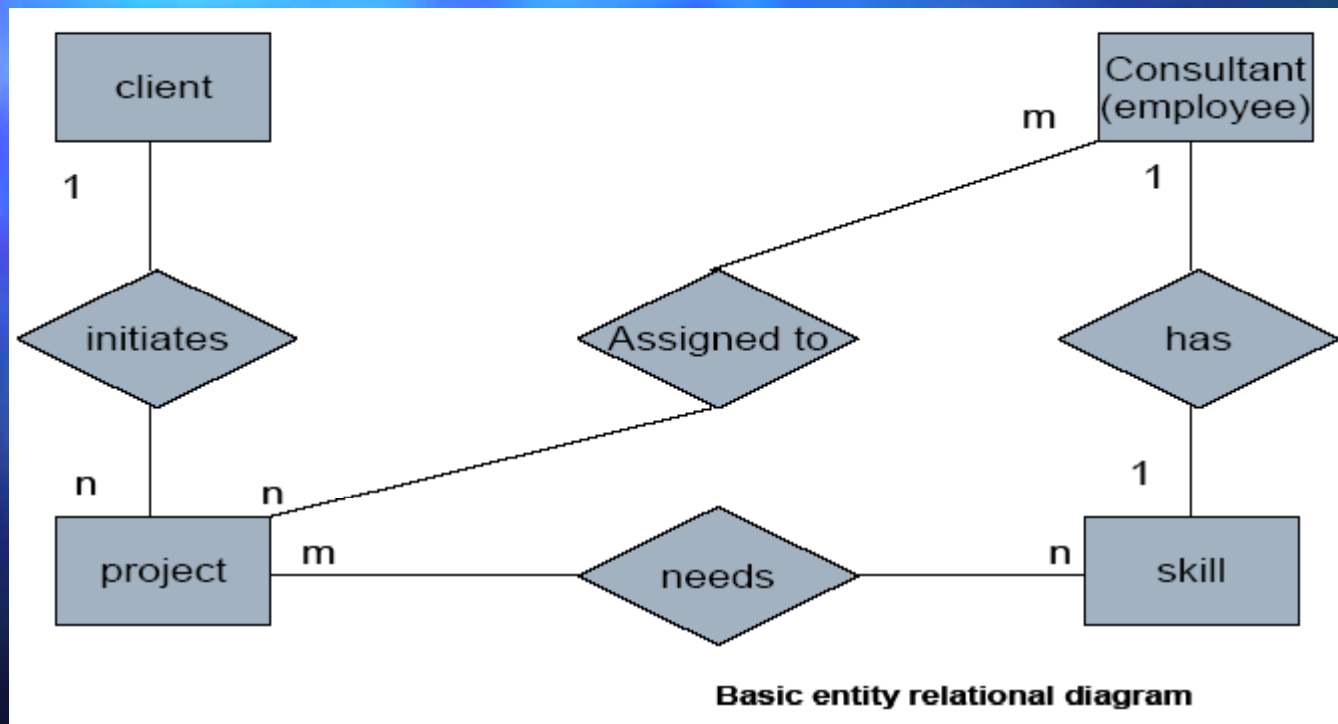 client
Consultant
(employee)
m
1
1
initiates
Assigned to
has
1
n
n
project
m
needs
n
skill
Basic entity relational diagram